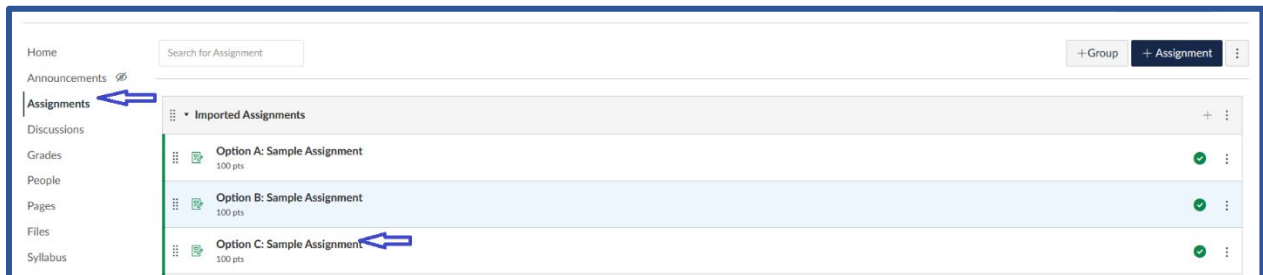 Home
Announcements
Assignments
Discussions
Grades
People
Pages
Files
Syllabus
Search for Assignment
+Group
+ Assignment
Imported Assignments
Option A: Sample Assignment
100 pts
Option B: Sample Assignment
100 pts
Option C: Sample Assignment
100 pts